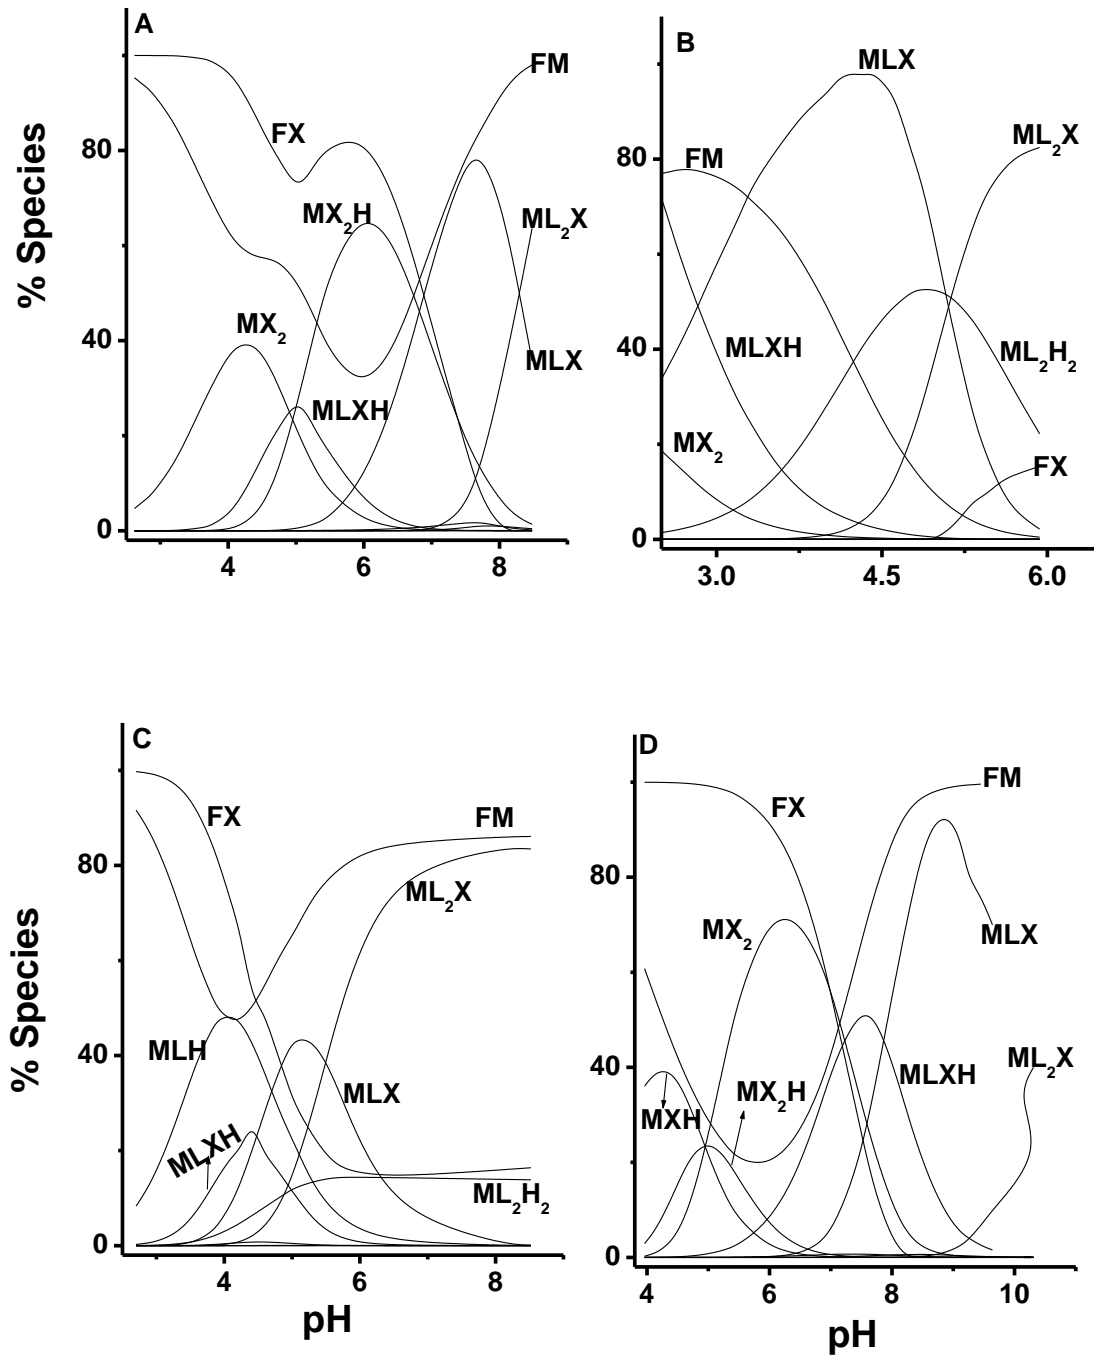 A
FM
80
FX
MX₂H
ML₂X
MX₂
40
MLX
MLXH
0
4
6
8
% Species
B
MLX
ML₂X
80
FM
40
MLXH
ML₂H₂
MX₂
FX
0
3.0
4.5
6.0
C
FX
FM
80
ML₂X
MLH
40
MLX
MLXH
ML₂H₂
0
4
6
8
% Species
pH
D
FM
FX
80
MX₂
MLX
40
ML₂X
MLXH
MX₂H
MXH
0
4
6
8
10
pH